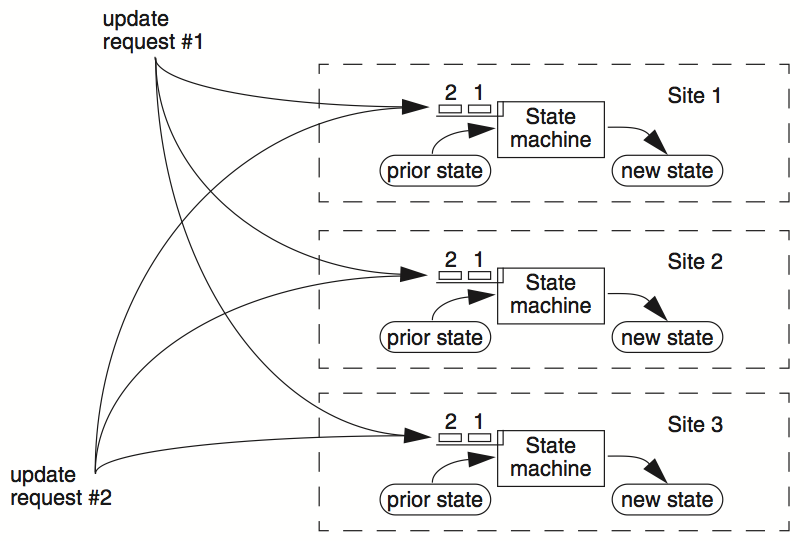 update
request #1
2 1
Site 1
State
machine
prior state
new state
2 1
Site 2
State
machine
prior state
new state
2 1
Site 3
State
machine
prior state
new state
update
request #2